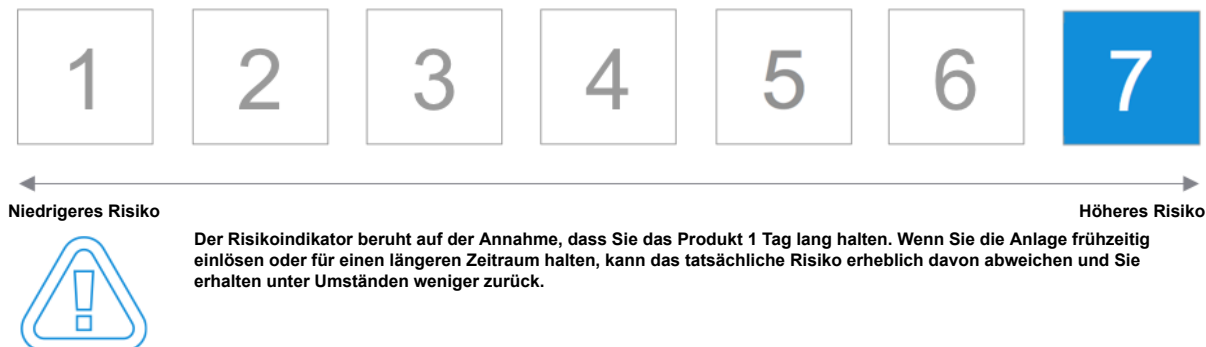 1 2 3 4 5 6 7
Niedrigeres Risiko Höheres Risiko
Der Risikoindikator beruht auf der Annahme, dass Sie das Produkt 1 Tag lang halten. Wenn Sie die Anlage frühzeitig
einlösen oder für einen längeren Zeitraum halten, kann das tatsächliche Risiko erheblich davon abweichen und Sie
erhalten unter Umständen weniger zurück.